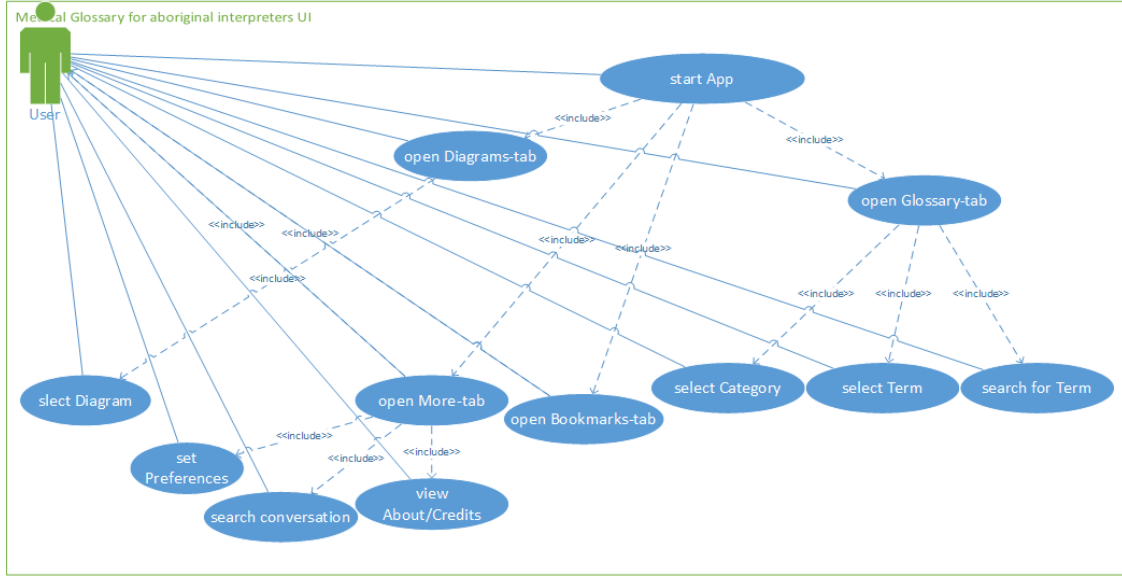 Medical Glossary for aboriginal interpreters UI
User
start App
<<include>>
<<include>>
open Diagrams-tab
open Glossary-tab
<<include>>
<<include>>
<<include>>
<<include>>
<<include>>
<<include>>
<<include>>
<<include>>
slect Diagram
open More-tab
open Bookmarks-tab
select Category
select Term
search for Term
<<include>>
<<include>>
<<include>>
set
Preferences
search conversation
view
About/Credits